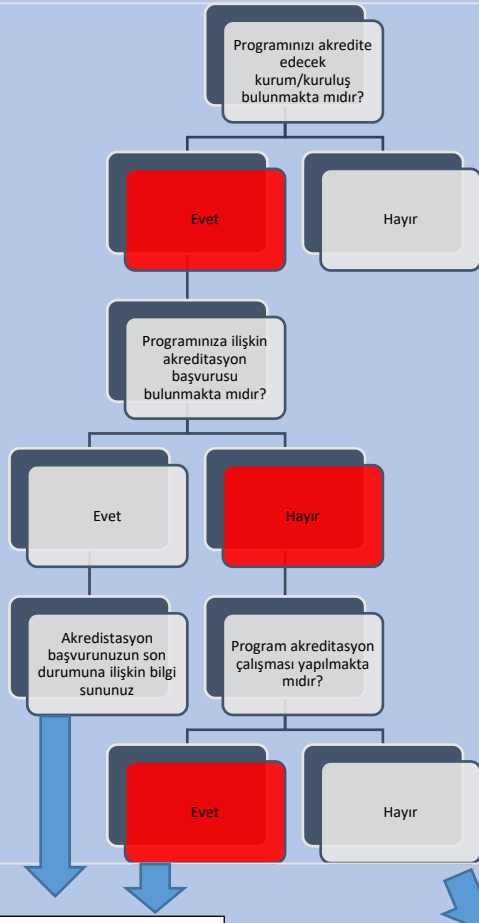 Programınızı akredite
edecek
kurum/kuruluş
bulunmakta mıdır?
Evet
Hayır
Programınıza ilişkin
akreditasyon
başvurusu
bulunmakta mıdır?
Evet
Hayır
Akredistasyon
başvurunuzun son
durumuna ilişkin bilgi
sununuz
Program akreditasyon
çalışması yapılmakta
mıdır?
Evet
Hayır